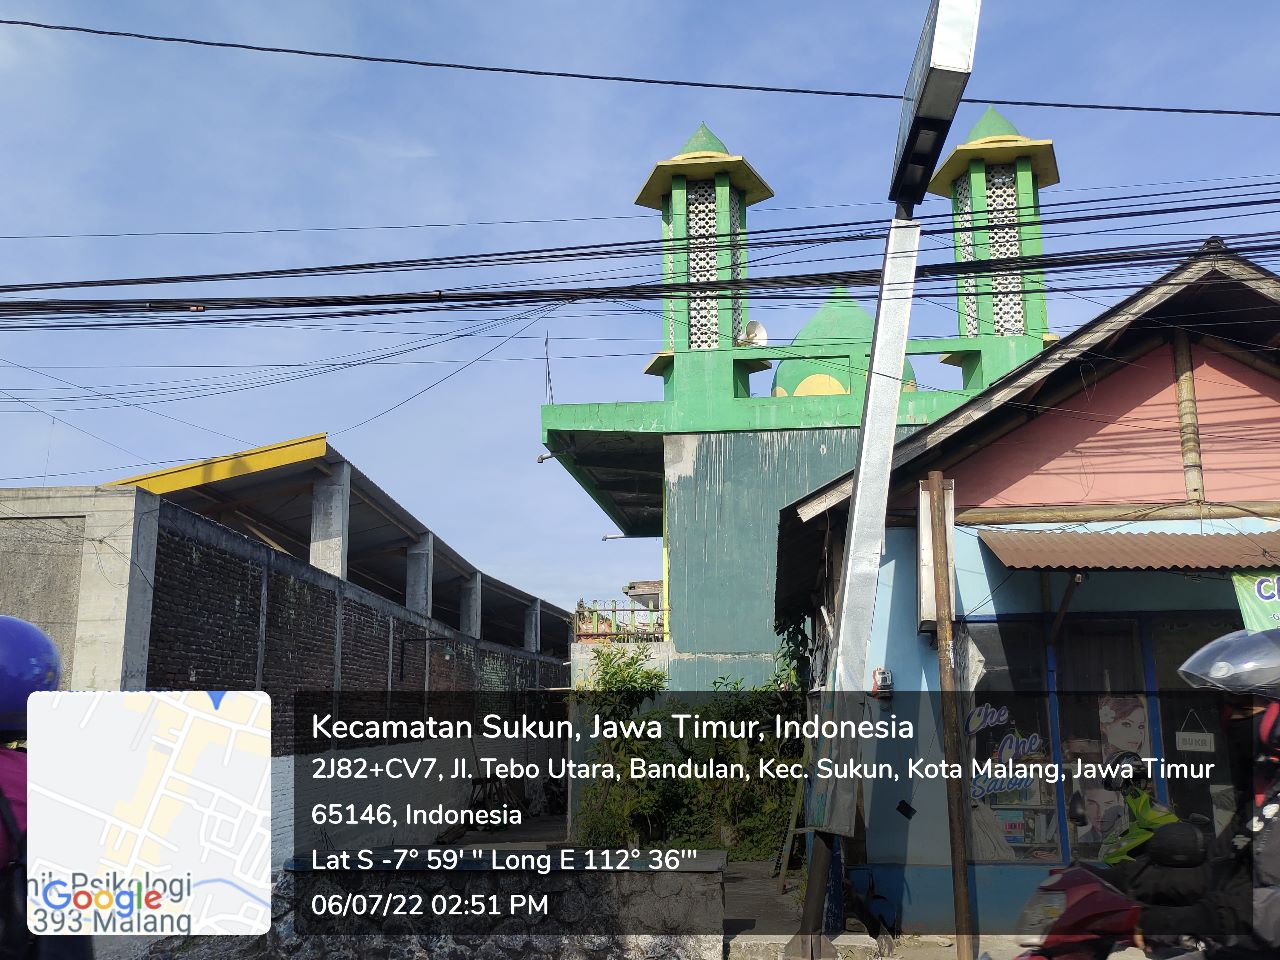 Che
Che
Salon
BUKA
Kecamatan Sukun, Jawa Timur, Indonesia
2J82+CV7, Jl. Tebo Utara, Bandulan, Kec. Sukun, Kota Malang, Jawa Timur
65146, Indonesia
Lat S -7° 59' " Long E 112° 36'"
06/07/22 02:51 PM
nik Psikologi
Google
393 Malang